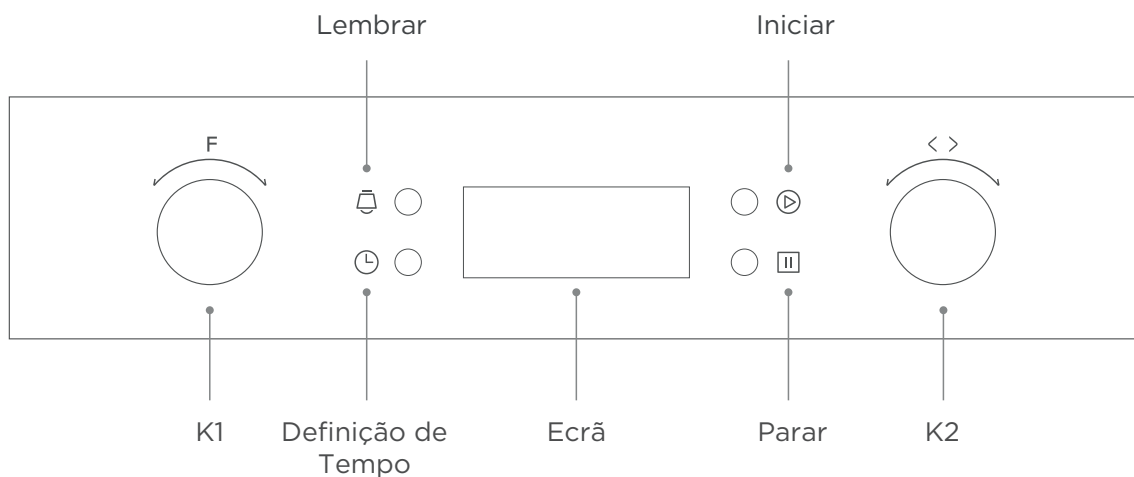 Lembrar
Iniciar
F
< >
K1
Definição de
Tempo
Ecrã
Parar
K2